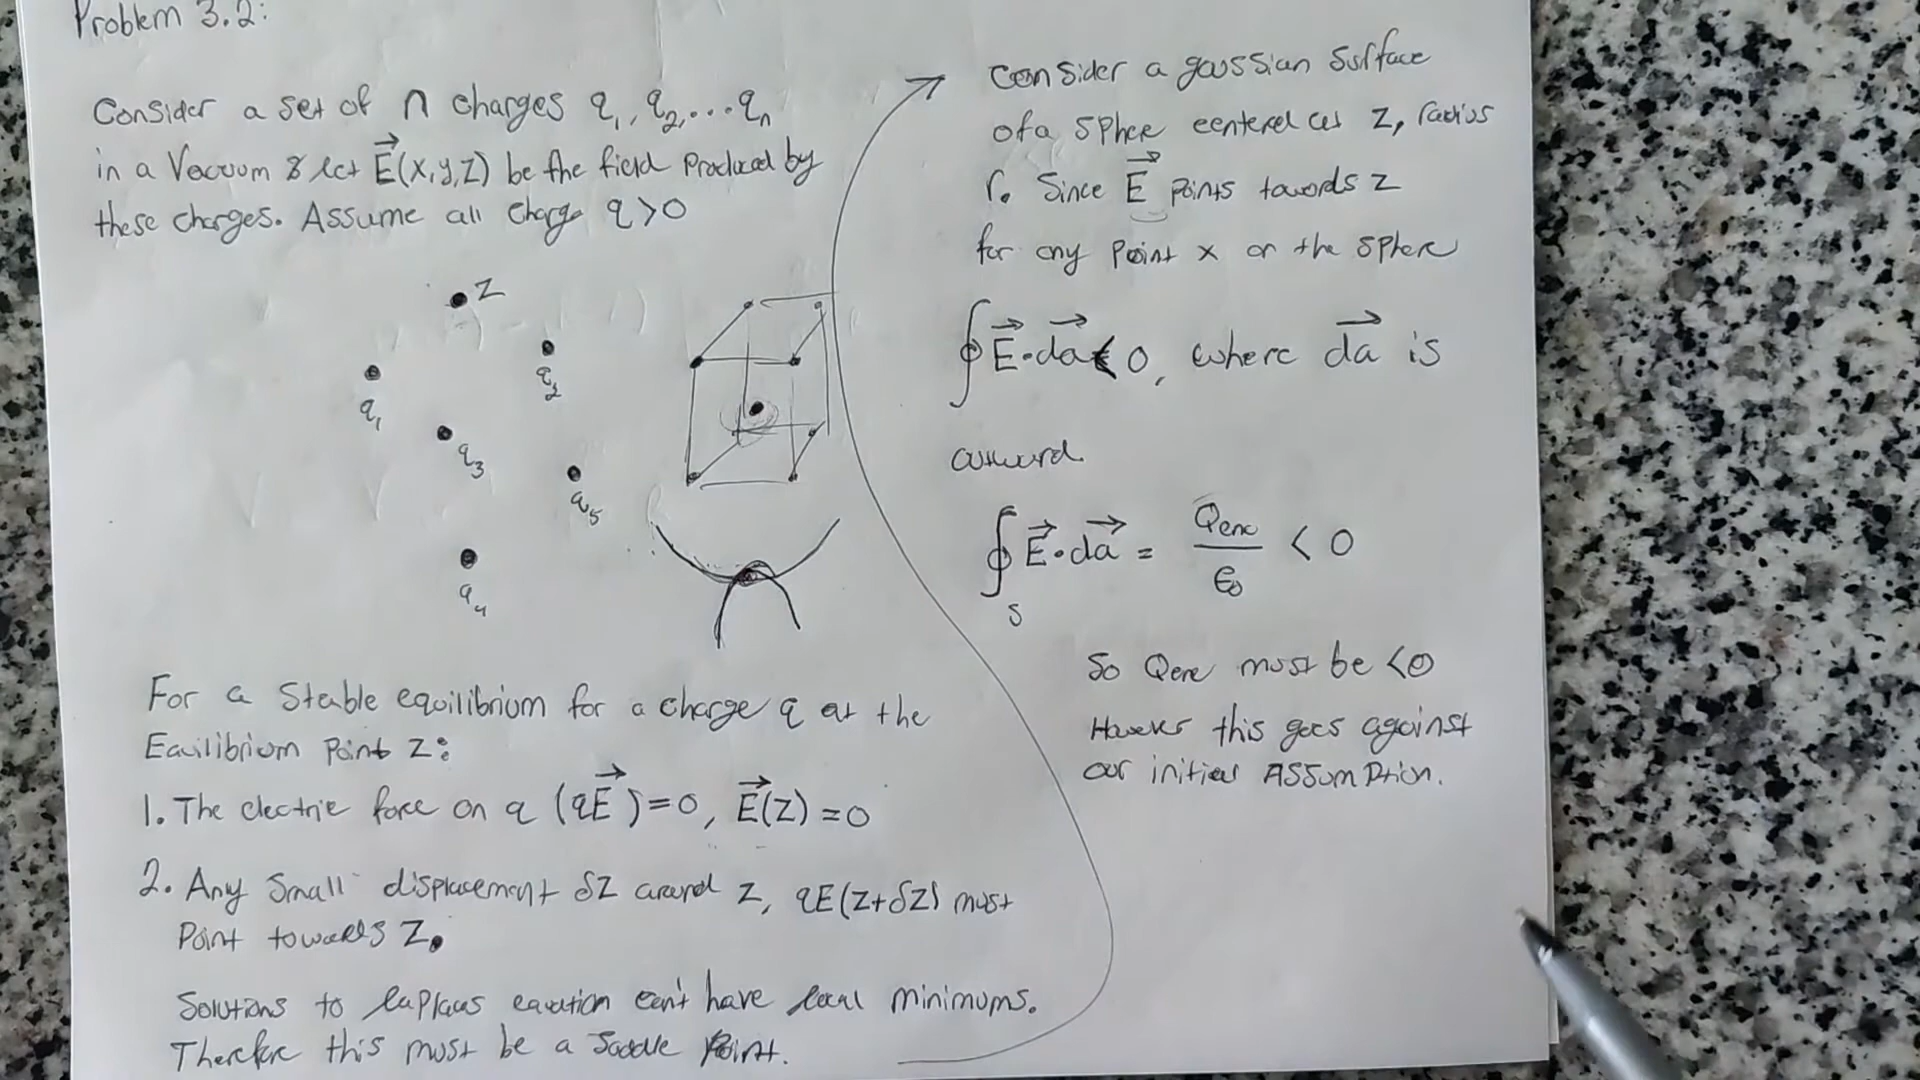 Problem 3.2:
Consider a set of n charges q₁, q₂, ... qₙ
in a Vacuum & let E⃗(x,y,z) be the field produced by
these charges. Assume all charge q > 0
z
q₁
q₂
q₃
q₅
q₄
For a Stable equilibrium for a charge q at the
Equilibrium Point z:
1. The electric force on q (qE⃗) = 0, E⃗(z) = 0
2. Any small displacement δz around z, qE(z+δz) must
Point towards z.
Solutions to Laplaces equation can't have local minimums.
Therefore this must be a Saddle Point.
Consider a gaussian surface
of a sphere centered at z, radius
r. Since E⃗ points towards z
for any point x on the sphere
∮E⃗·da⃗ < 0, where da⃗ is
outward
∮E⃗·da⃗ = Qenc/ε₀ < 0
S
So Qenc must be < 0
However this goes against
our initial ASSUMPtion.